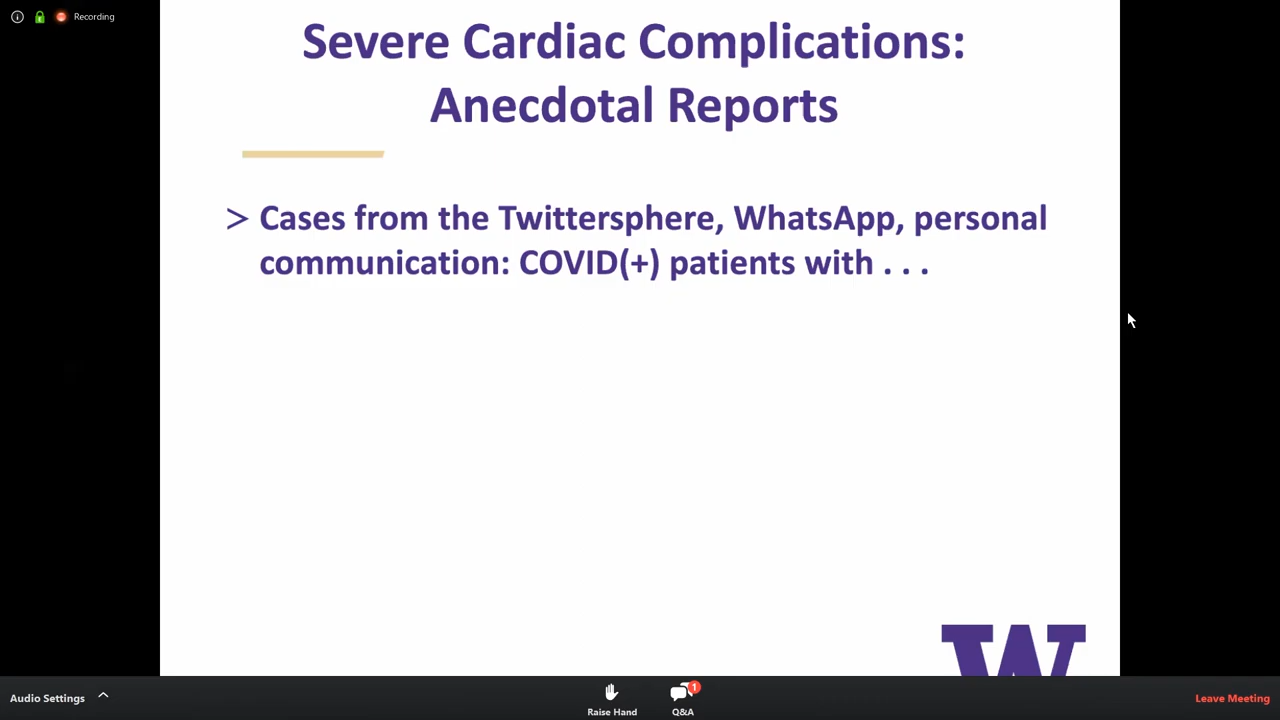 Recording
Severe Cardiac Complications:
Anecdotal Reports
> Cases from the Twittersphere, WhatsApp, personal
communication: COVID(+) patients with . . .
W
Audio Settings
Raise Hand
1
Q&A
Leave Meeting